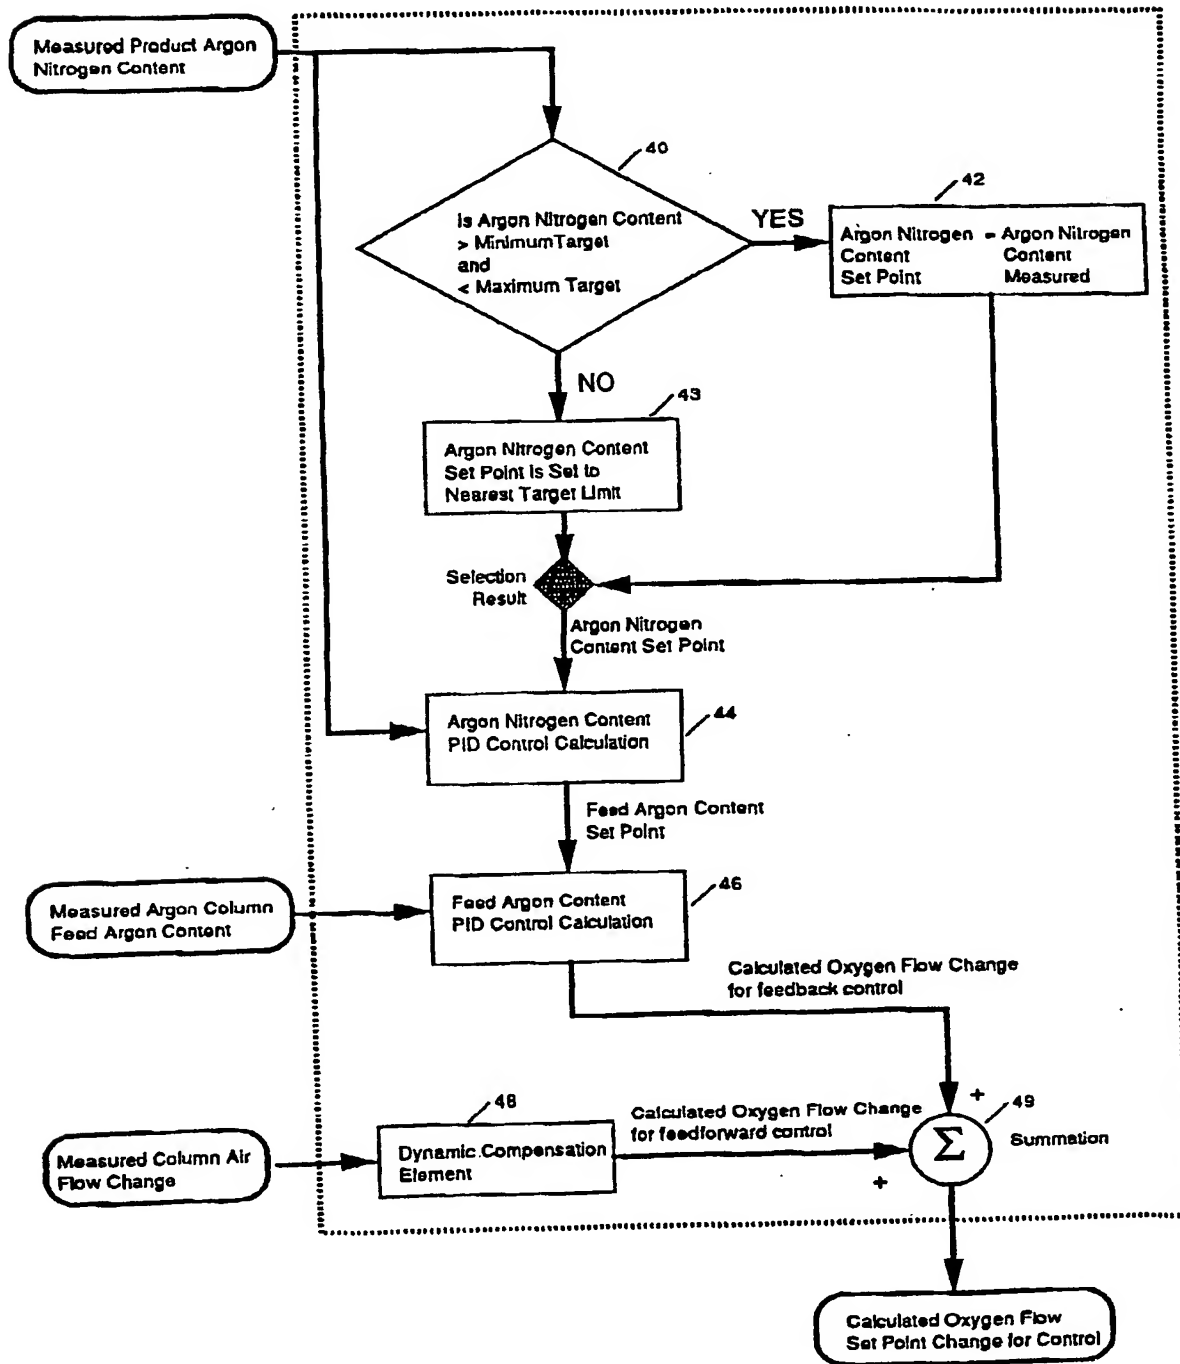 Measured Product Argon
Nitrogen Content
40
Is Argon Nitrogen Content
> Minimum Target
and
< Maximum Target
YES
42
Argon Nitrogen = Argon Nitrogen
Content Content
Set Point Measured
NO
43
Argon Nitrogen Content
Set Point Is Set to
Nearest Target Limit
Selection
Result
Argon Nitrogen
Content Set Point
Argon Nitrogen Content
PID Control Calculation
44
Feed Argon Content
Set Point
Measured Argon Column
Feed Argon Content
Feed Argon Content
PID Control Calculation
46
Calculated Oxygen Flow Change
for feedback control
Measured Column Air
Flow Change
48
Dynamic Compensation
Element
Calculated Oxygen Flow Change
for feedforward control
+
+
Σ
49
Summation
Calculated Oxygen Flow
Set Point Change for Control